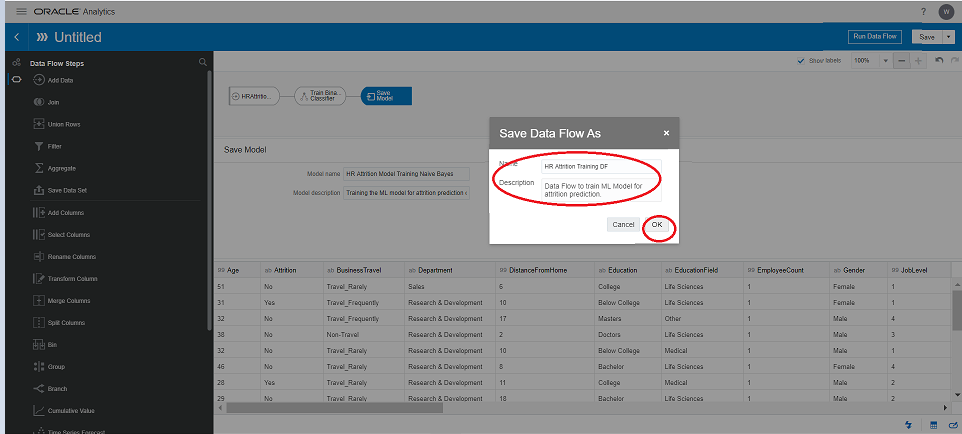 ORACLE Analytics
?
W
Untitled
Run Data Flow
Save
Data Flow Steps
Show labels
100%
Add Data
Join
Union Rows
Filter
Aggregate
Save Data Set
Add Columns
Select Columns
Rename Columns
Transform Column
Merge Columns
Split Columns
Bin
Group
Branch
Cumulative Value
Time Series Forecast
HRAttritio...
Train Bina...
Classifier
Save
Model
Save Model
Model name HR Attrition Model Training Naive Bayes
Model description Training the ML model for attrition prediction
Save Data Flow As
Name HR Attrition Training DF
Description Data Flow to train ML Model for
attrition prediction.
Cancel OK
99 Age ab Attrition ab BusinessTravel ab Department 99 DistanceFromHome ab Education ab EducationField 99 EmployeeCount ab Gender 99 JobLevel
51 No Travel_Rarely Sales 6 College Life Sciences 1 Female 1
31 Yes Travel_Frequently Research & Development 10 Below College Life Sciences 1 Female 1
32 No Travel_Frequently Research & Development 17 Masters Other 1 Male 4
38 No Non-Travel Research & Development 2 Doctors Life Sciences 1 Male 3
32 No Travel_Rarely Research & Development 10 Below College Medical 1 Male 1
46 No Travel_Rarely Research & Development 8 Bachelor Life Sciences 1 Female 4
28 Yes Travel_Rarely Research & Development 11 College Medical 1 Male 2
29 No Travel_Rarely Research & Development 18 Bachelor Life Sciences 1 Male 2